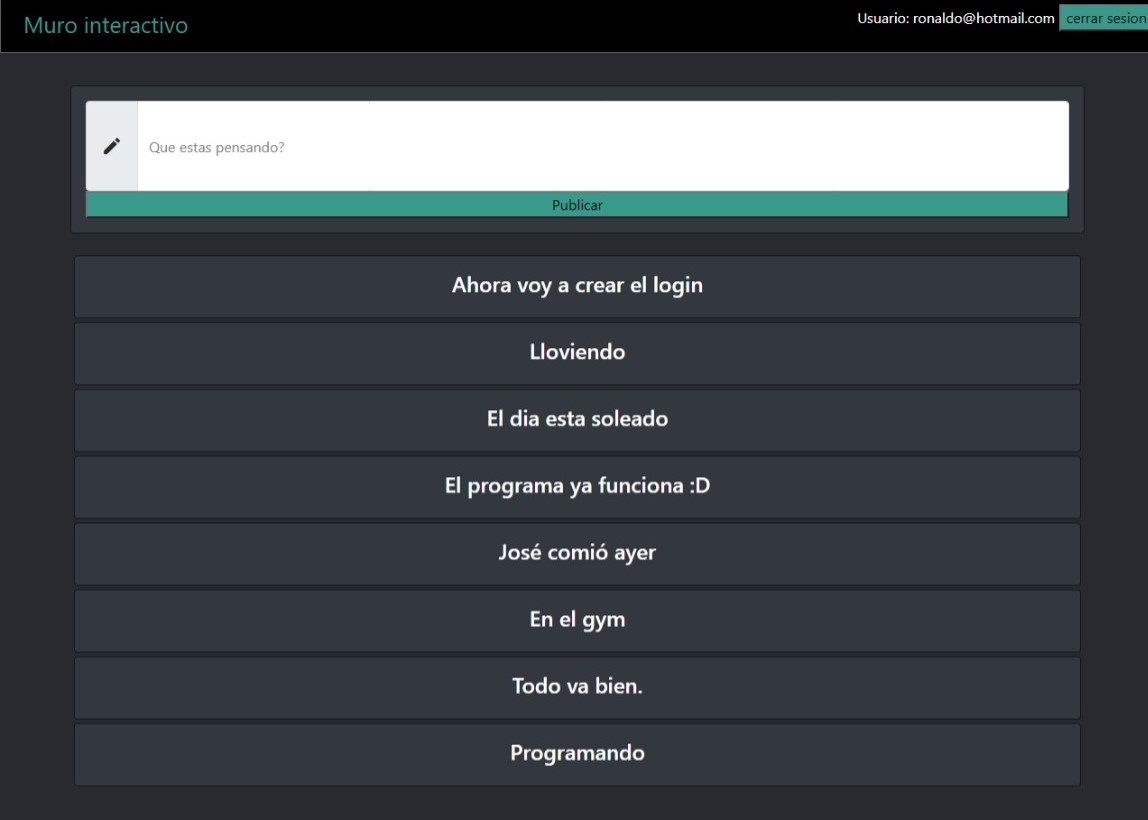 Muro interactivo
Usuario: ronaldo@hotmail.com cerrar sesion
Que estas pensando?
Publicar
Ahora voy a crear el login
Lloviendo
El dia esta soleado
El programa ya funciona :D
José comió ayer
En el gym
Todo va bien.
Programando